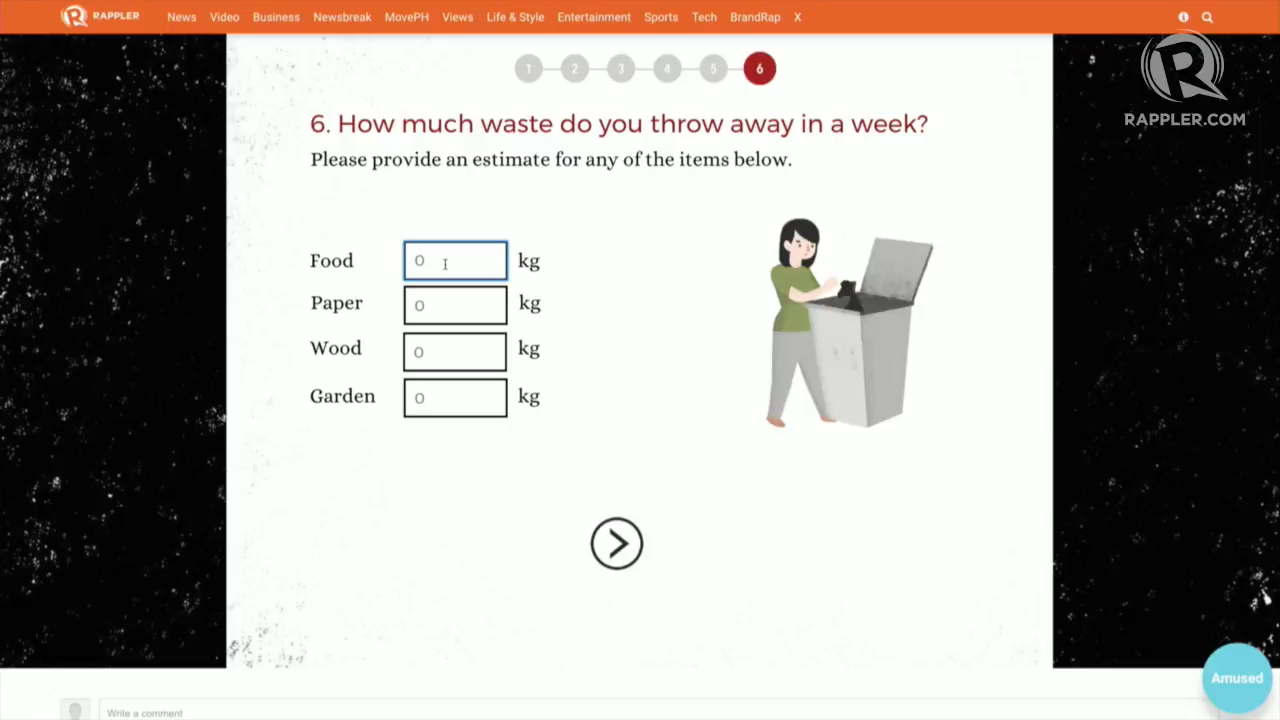 RAPPLER News Video Business Newsbreak MovePH Views Life & Style Entertainment Sports Tech BrandRap X
RAPPLER.COM
1 2 3 4 5 6
6. How much waste do you throw away in a week?
Please provide an estimate for any of the items below.
Food 0 kg
Paper 0 kg
Wood 0 kg
Garden 0 kg
Amused
Write a comment